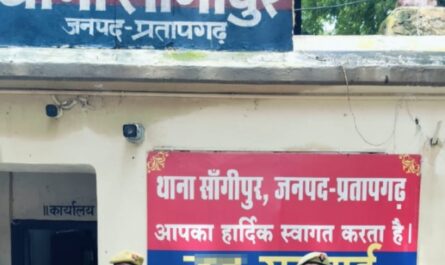 थाना साँगीपुर
जनपद-प्रतापगढ़
॥कार्यालय
थाना साँगीपुर, जनपद-प्रतापगढ़
आपका हार्दिक स्वागत करता है।